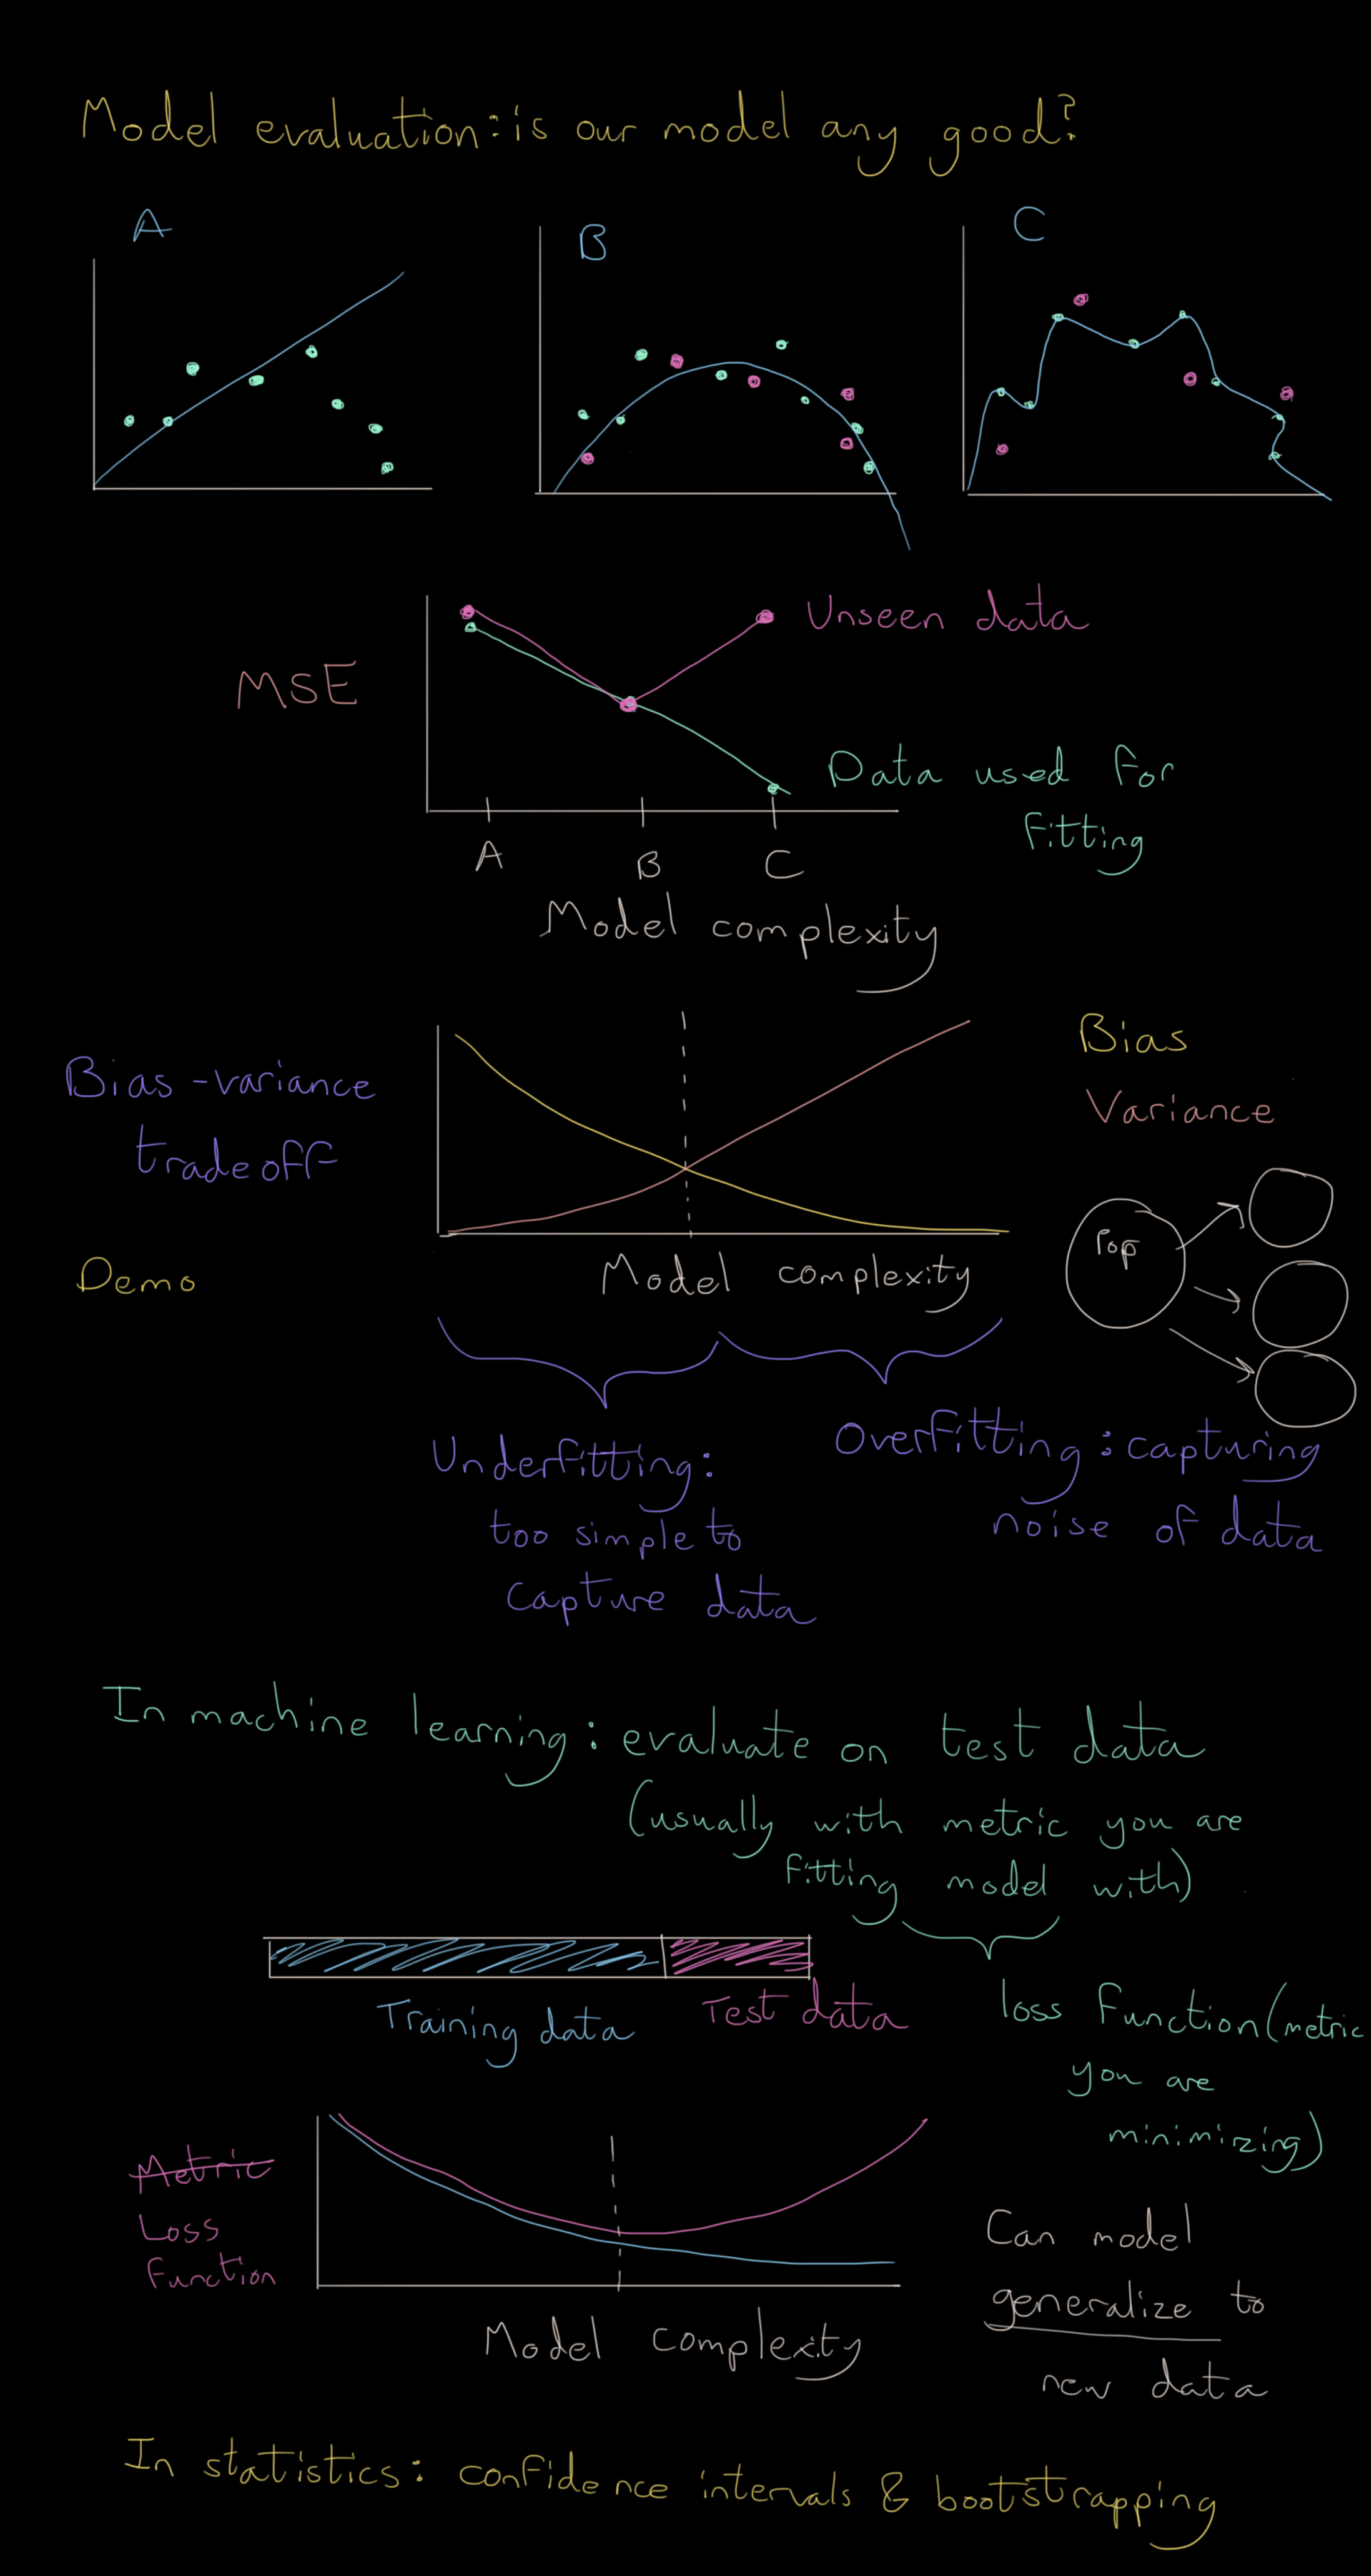 Model evaluation: is our model any good?
A
B
C
MSE
Unseen data
Data used for
fitting
A
B
C
Model complexity
Bias-variance
tradeoff
Bias
Variance
Pop
Demo
Model complexity
Underfitting:
too simple to
capture data
Overfitting: capturing
noise of data
In machine learning: evaluate on test data
(usually with metric you are
fitting model with)
Training data
Test data
loss function (metric
you are
minimizing)
Metric
Loss
function
Model complexity
Can model
generalize to
new data
In statistics: confidence intervals & bootstrapping